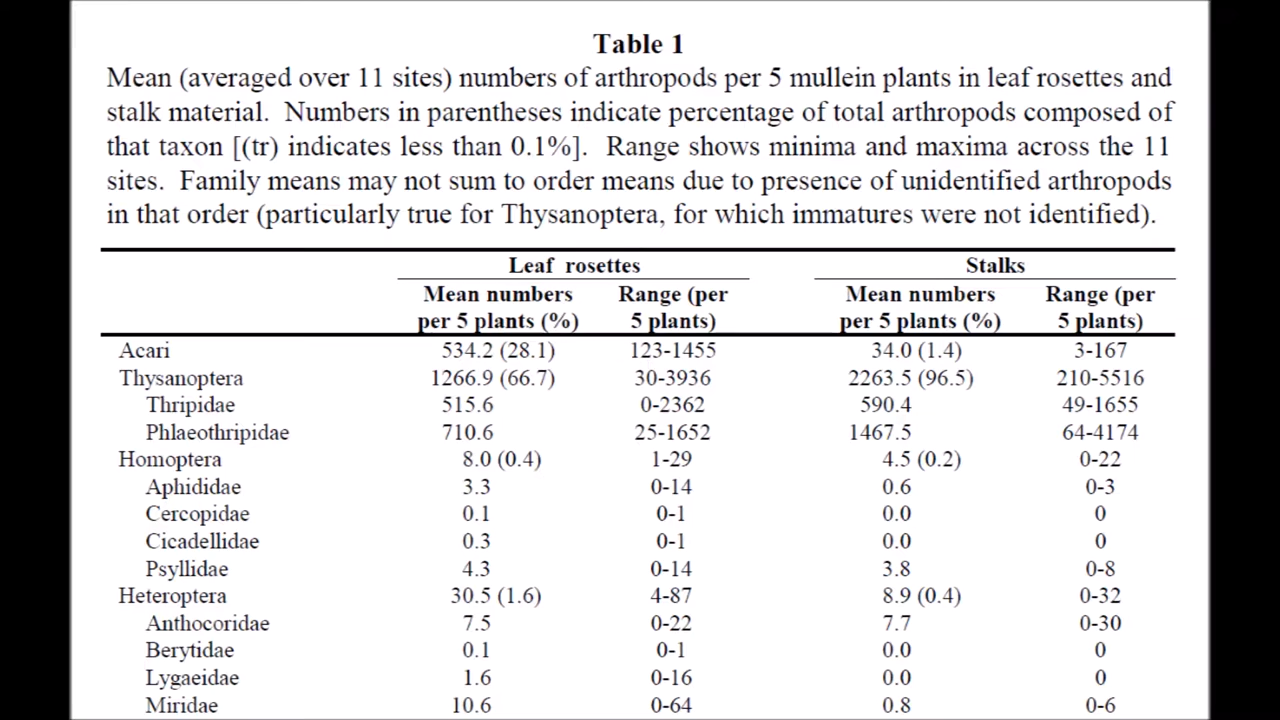 Table 1
Mean (averaged over 11 sites) numbers of arthropods per 5 mullein plants in leaf rosettes and
stalk material. Numbers in parentheses indicate percentage of total arthropods composed of
that taxon [(tr) indicates less than 0.1%]. Range shows minima and maxima across the 11
sites. Family means may not sum to order means due to presence of unidentified arthropods
in that order (particularly true for Thysanoptera, for which immatures were not identified).
Leaf rosettes Stalks
Mean numbers Range (per Mean numbers Range (per
per 5 plants (%) 5 plants) per 5 plants (%) 5 plants)
Acari 534.2 (28.1) 123-1455 34.0 (1.4) 3-167
Thysanoptera 1266.9 (66.7) 30-3936 2263.5 (96.5) 210-5516
Thripidae 515.6 0-2362 590.4 49-1655
Phlaeothripidae 710.6 25-1652 1467.5 64-4174
Homoptera 8.0 (0.4) 1-29 4.5 (0.2) 0-22
Aphididae 3.3 0-14 0.6 0-3
Cercopidae 0.1 0-1 0.0 0
Cicadellidae 0.3 0-1 0.0 0
Psyllidae 4.3 0-14 3.8 0-8
Heteroptera 30.5 (1.6) 4-87 8.9 (0.4) 0-32
Anthocoridae 7.5 0-22 7.7 0-30
Berytidae 0.1 0-1 0.0 0
Lygaeidae 1.6 0-16 0.0 0
Miridae 10.6 0-64 0.8 0-6